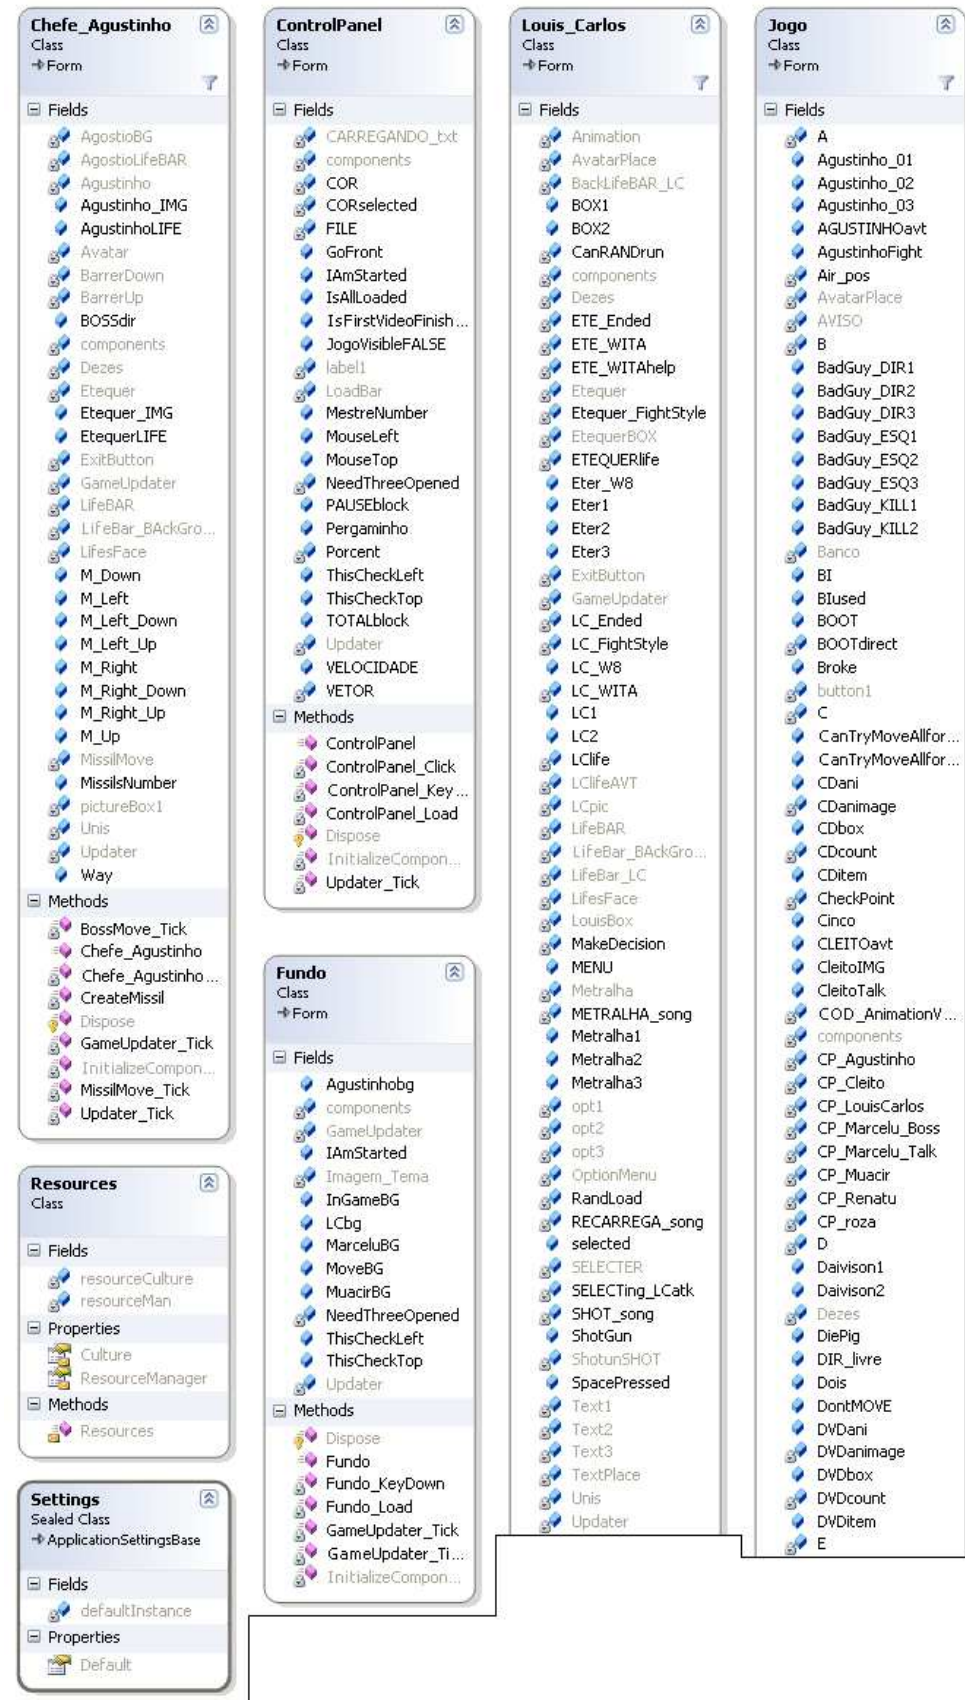 Chefe_Agustinho
Class
Form
Fields
AgostioBG
AgostioLifeBAR
Agustinho
Agustinho_IMG
AgustinhoLIFE
Avatar
BarrerDown
BarrerUp
BOSSdir
components
Dezes
Etequer
Etequer_IMG
EtequerLIFE
ExitButton
GameUpdater
LifeBAR
LifeBar_BAckGro...
LifesFace
M_Down
M_Left
M_Left_Down
M_Left_Up
M_Right
M_Right_Down
M_Right_Up
M_Up
MissilMove
MissilsNumber
pictureBox1
Unis
Updater
Way
Methods
BossMove_Tick
Chefe_Agustinho
Chefe_Agustinho...
CreateMissil
Dispose
GameUpdater_Tick
InitializeCompon...
MissilMove_Tick
Updater_Tick
Resources
Class
Fields
resourceCulture
resourceMan
Properties
Culture
ResourceManager
Methods
Resources
Settings
Sealed Class
ApplicationSettingsBase
Fields
defaultInstance
Properties
Default
ControlPanel
Class
Form
Fields
CARREGANDO_txt
components
COR
CORselected
FILE
GoFront
IAmStarted
IsAllLoaded
IsFirstVideoFinish...
JogoVisibleFALSE
label1
LoadBar
MestreNumber
MouseLeft
MouseTop
NeedThreeOpened
PAUSEblock
Pergaminho
Porcent
ThisCheckLeft
ThisCheckTop
TOTALblock
Updater
VELOCIDADE
VETOR
Methods
ControlPanel
ControlPanel_Click
ControlPanel_Key...
ControlPanel_Load
Dispose
InitializeCompon...
Updater_Tick
Fundo
Class
Form
Fields
Agustinhobg
components
GameUpdater
IAmStarted
Imagem_Tema
InGameBG
LCbg
MarceluBG
MoveBG
MuacirBG
NeedThreeOpened
ThisCheckLeft
ThisCheckTop
Updater
Methods
Dispose
Fundo
Fundo_KeyDown
Fundo_Load
GameUpdater_Tick
GameUpdater_Ti...
InitializeCompon...
Louis_Carlos
Class
Form
Fields
Animation
AvatarPlace
BackLifeBAR_LC
BOX1
BOX2
CanRANDrun
components
Dezes
ETE_Ended
ETE_WITA
ETE_WITAhelp
Etequer
Etequer_FightStyle
EtequerBOX
ETEQUERlife
Eter_W8
Eter1
Eter2
Eter3
ExitButton
GameUpdater
LC_Ended
LC_FightStyle
LC_W8
LC_WITA
LC1
LC2
LClife
LClifeAVT
LCpic
LifeBAR
LifeBar_BAckGro...
LifeBar_LC
LifesFace
LouisBox
MakeDecision
MENU
Metralha
METRALHA_song
Metralha1
Metralha2
Metralha3
opt1
opt2
opt3
OptionMenu
RandLoad
RECARREGA_song
selected
SELECTER
SELECTing_LCatk
SHOT_song
ShotGun
ShotunSHOT
SpacePressed
Text1
Text2
Text3
TextPlace
Unis
Updater
Jogo
Class
Form
Fields
A
Agustinho_01
Agustinho_02
Agustinho_03
AGUSTINHOavt
AgustinhoFight
Air_pos
AvatarPlace
AVISO
B
BadGuy_DIR1
BadGuy_DIR2
BadGuy_DIR3
BadGuy_ESQ1
BadGuy_ESQ2
BadGuy_ESQ3
BadGuy_KILL1
BadGuy_KILL2
Banco
BI
BIused
BOOT
BOOTdirect
Broke
button1
C
CanTryMoveAllfor...
CanTryMoveAllfor...
CDani
CDanimage
CDbox
CDcount
CDitem
CheckPoint
Cinco
CLEITOavt
CleitoIMG
CleitoTalk
COD_AnimationV...
components
CP_Agustinho
CP_Cleito
CP_LouisCarlos
CP_Marcelu_Boss
CP_Marcelu_Talk
CP_Muacir
CP_Renatu
CP_roza
D
Daivison1
Daivison2
Dezes
DiePig
DIR_livre
Dois
DontMOVE
DVDani
DVDanimage
DVDbox
DVDcount
DVDitem
E